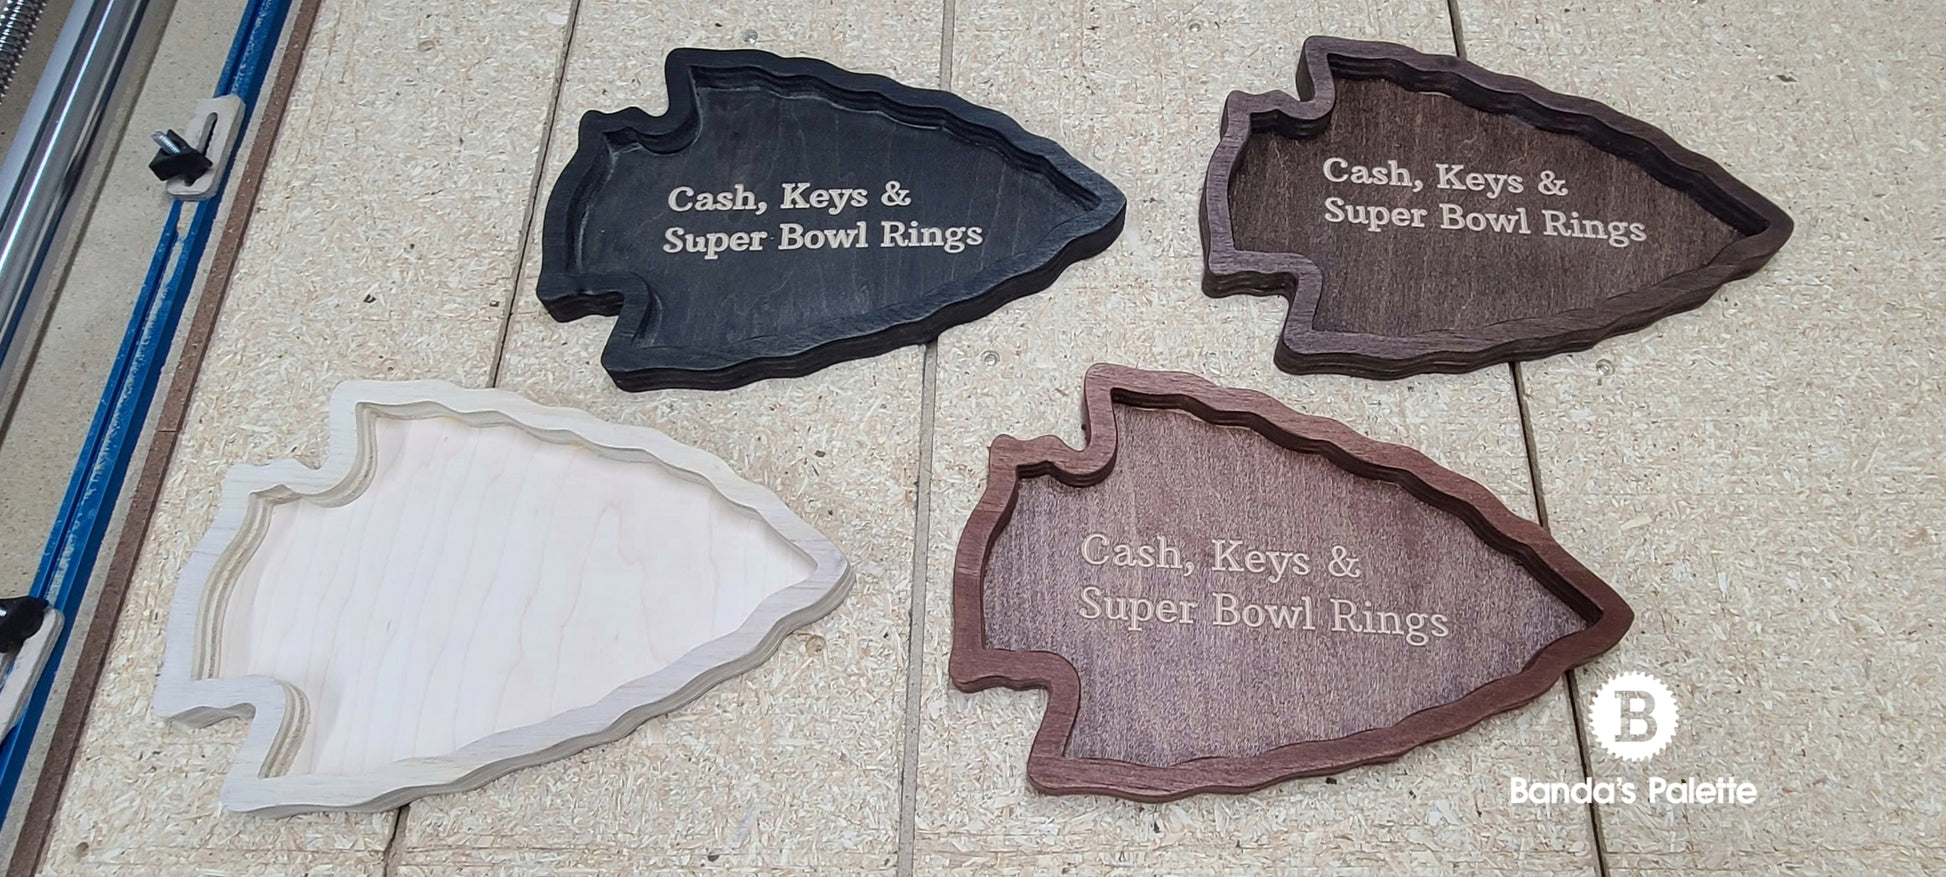 Cash, Keys &
Super Bowl Rings
Cash, Keys &
Super Bowl Rings
Cash, Keys &
Super Bowl Rings
B
Banda's Palette